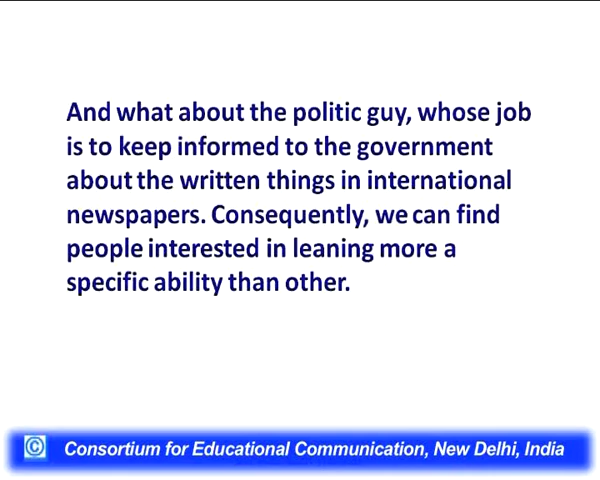 And what about the politic guy, whose job
is to keep informed to the government
about the written things in international
newspapers. Consequently, we can find
people interested in leaning more a
specific ability than other.
© Consortium for Educational Communication, New Delhi, India